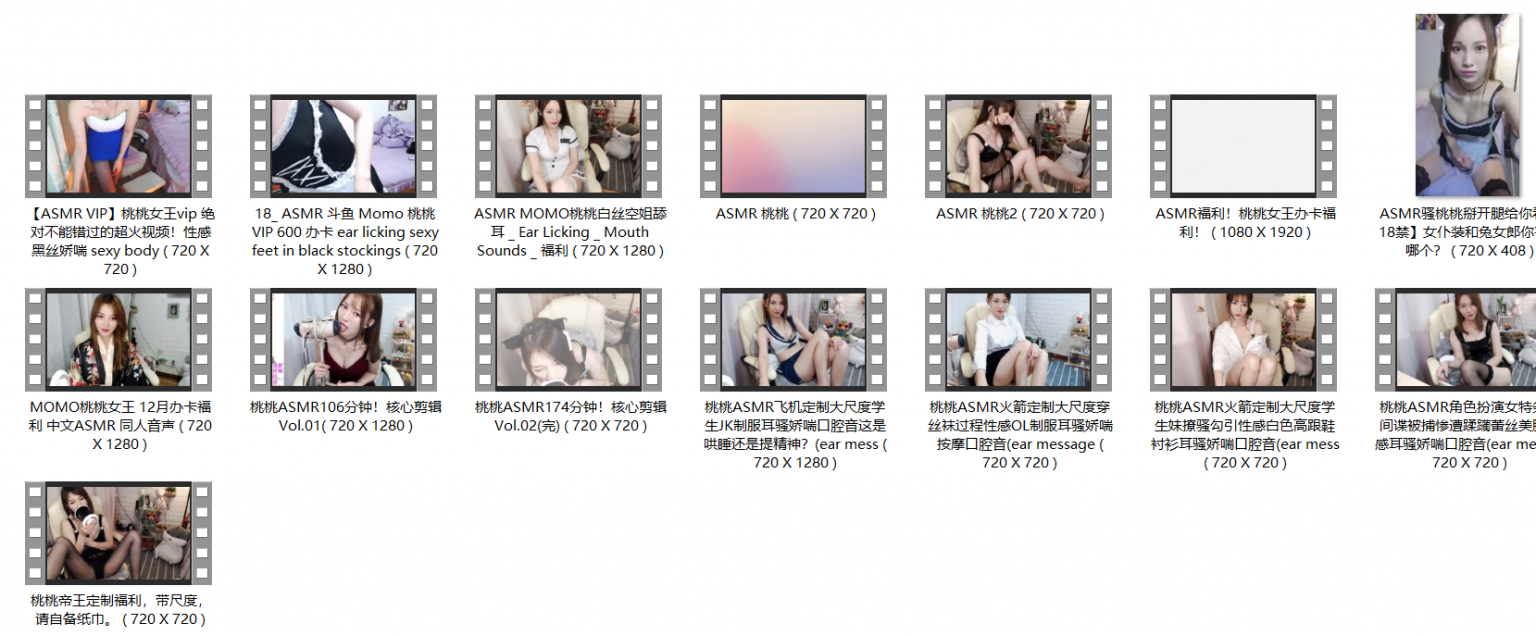 【ASMR VIP】桃桃女王vip 绝
对不能错过的超火视频！性感
黑丝娇喘 sexy body ( 720 X
720 )
18_ ASMR 斗鱼 Momo 桃桃
VIP 600 办卡 ear licking sexy
feet in black stockings ( 720
X 1280 )
ASMR MOMO桃桃白丝空姐舔
耳 _ Ear Licking _ Mouth
Sounds _ 福利 ( 720 X 1280 )
ASMR 桃桃 ( 720 X 720 )
ASMR 桃桃2 ( 720 X 720 )
ASMR福利！桃桃女王办卡福
利！ ( 1080 X 1920 )
ASMR骚桃桃掰开腿给你
18禁】女仆装和兔女郎你
哪个？ ( 720 X 408 )
MOMO桃桃女王 12月办卡福
利 中文ASMR 同人音声 ( 720
X 1280 )
桃桃ASMR106分钟！核心剪辑
Vol.01( 720 X 1280 )
桃桃ASMR174分钟！核心剪辑
Vol.02(完) ( 720 X 720 )
桃桃ASMR飞机定制大尺度学
生JK制服耳骚娇喘口腔音这是
哄睡还是提精神？(ear mess (
720 X 1280 )
桃桃ASMR火箭定制大尺度穿
丝袜过程性感OL制服耳骚娇喘
按摩口腔音(ear message (
720 X 720 )
桃桃ASMR火箭定制大尺度学
生妹撩骚勾引性感白色高跟鞋
衬衫耳骚娇喘口腔音(ear mess
( 720 X 720 )
桃桃ASMR角色扮演女特
间谍被捕惨遭蹂躏蕾丝美
感耳骚娇喘口腔音(ear me
720 X 720 )
桃桃帝王定制福利，带尺度，
请自备纸巾。 ( 720 X 720 )